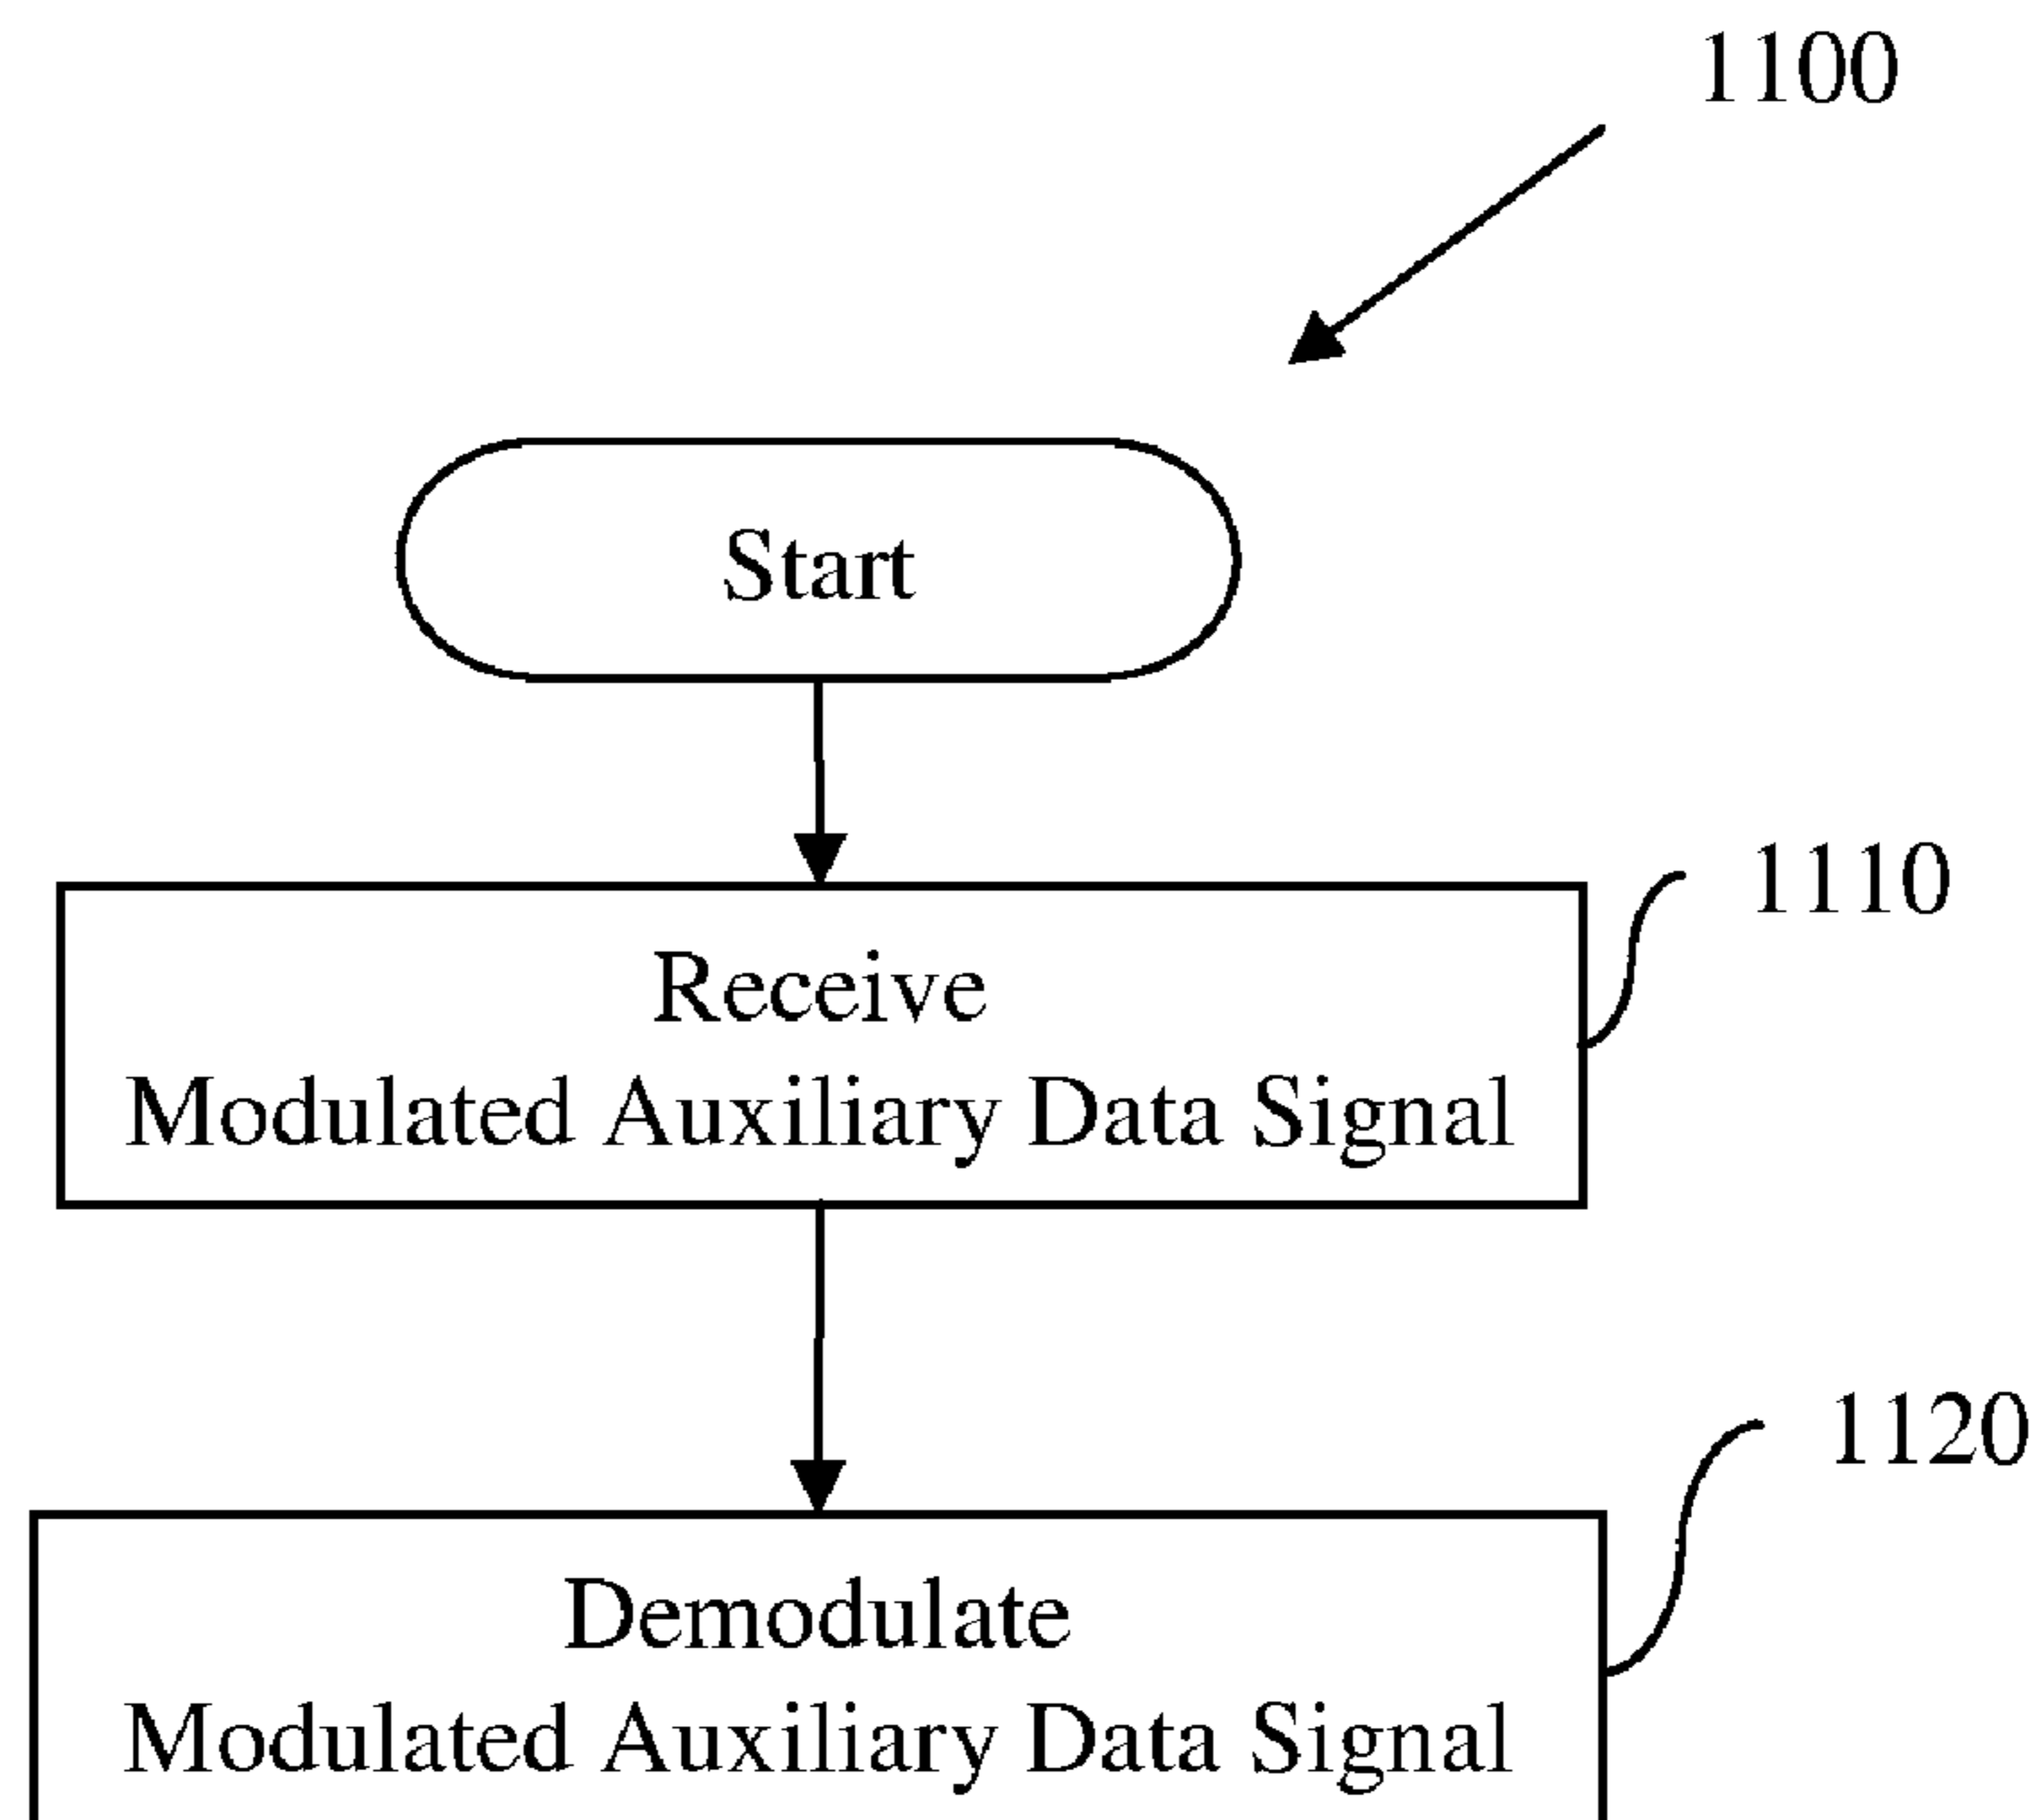 1100
Start
1110
Receive
Modulated Auxiliary Data Signal
1120
Demodulate
Modulated Auxiliary Data Signal